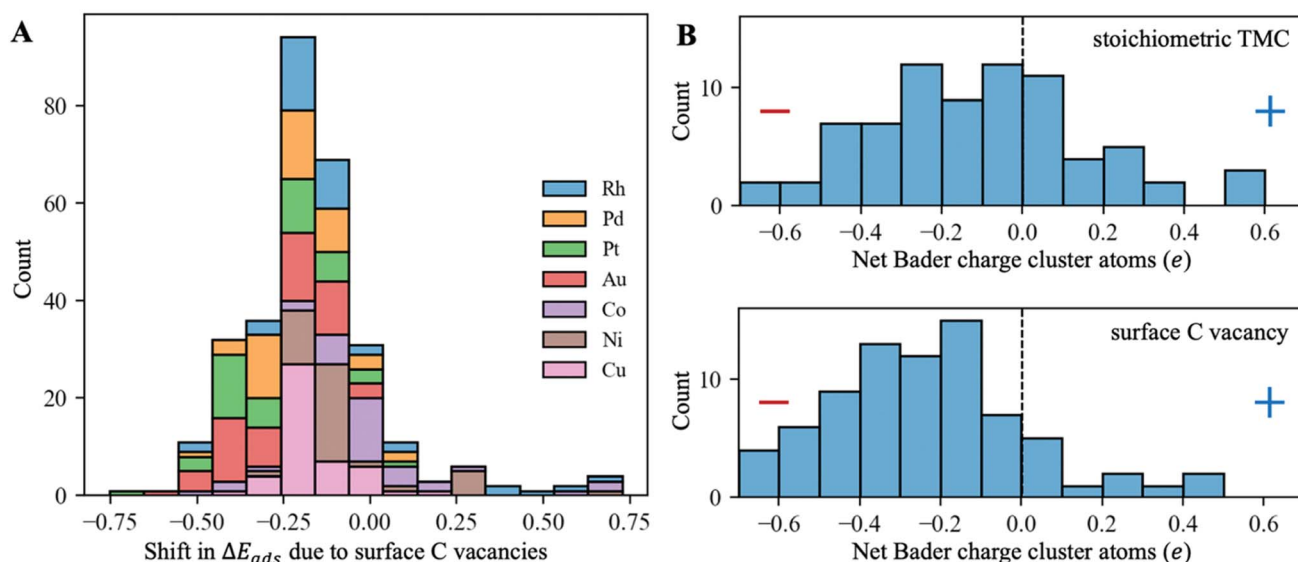 A
Count
80
60
40
20
0
Rh
Pd
Pt
Au
Co
Ni
Cu
−0.75 −0.50 −0.25 0.00 0.25 0.50 0.75
Shift in ΔE_ads due to surface C vacancies
B
stoichiometric TMC
Count
10
0
− +
−0.6 −0.4 −0.2 0.0 0.2 0.4 0.6
Net Bader charge cluster atoms (e)
surface C vacancy
Count
10
0
− +
−0.6 −0.4 −0.2 0.0 0.2 0.4 0.6
Net Bader charge cluster atoms (e)